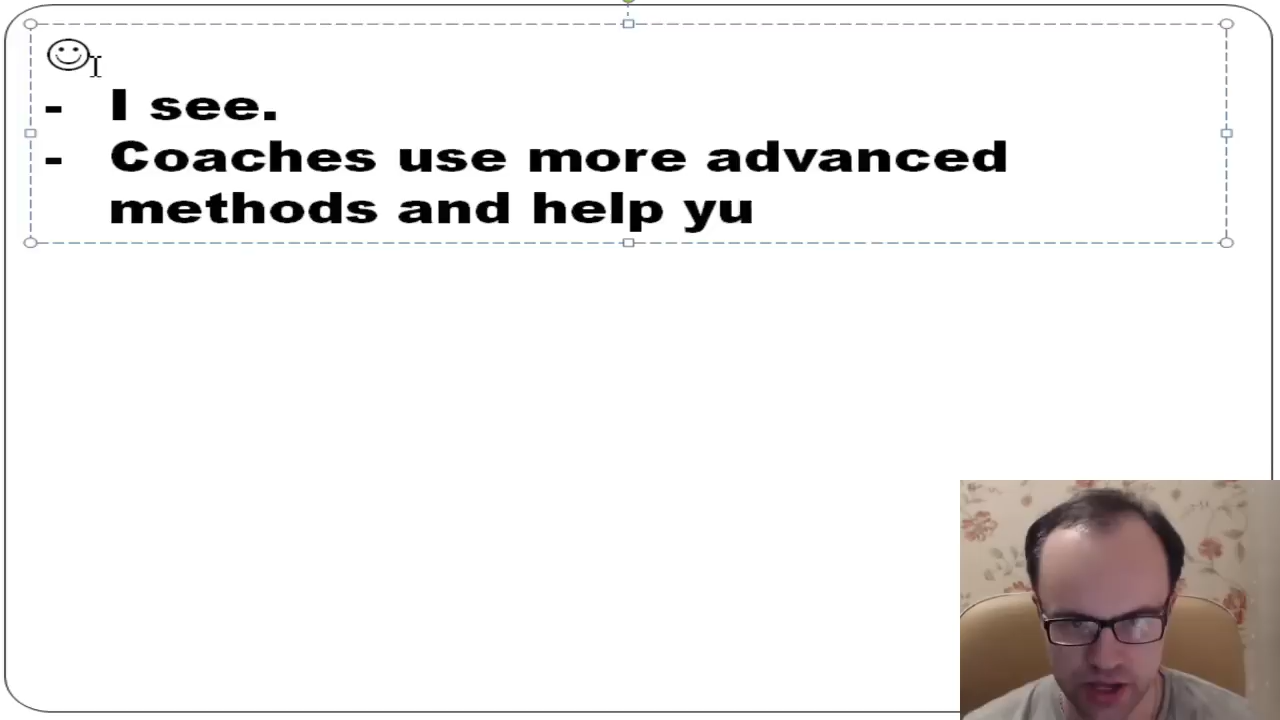 ☺
- I see.
- Coaches use more advanced
methods and help yu